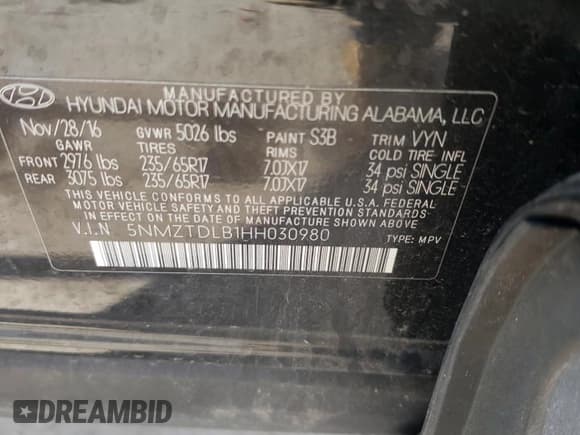 MANUFACTURED BY
HYUNDAI MOTOR MANUFACTURING ALABAMA, LLC
Nov/28/16 GVWR 5026 lbs PAINT S3B TRIM VYN
GAWR TIRES RIMS COLD TIRE INFL
FRONT 2976 lbs 235/65R17 7.0JX17 34 psi SINGLE
REAR 3075 lbs 235/65R17 7.0JX17 34 psi SINGLE
THIS VEHICLE CONFORMS TO ALL APPLICABLE U.S.A FEDERAL
MOTOR VEHICLE SAFETY AND THEFT PREVENTION STANDARDS
IN EFFECT ON THE DATE OF MANUFACTURE SHOWN ABOVE.
V.I.N 5NMZTDLB1HH030980 TYPE: MPV
DREAMBID